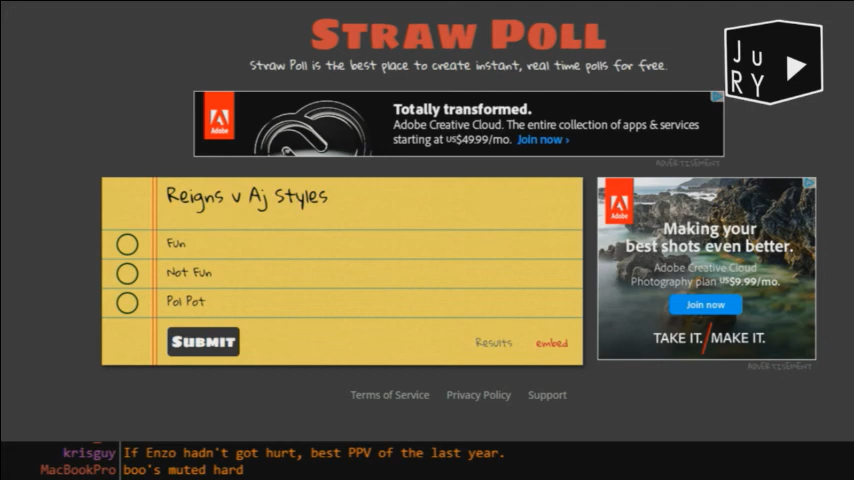 STRAW POLL
Straw Poll is the best place to create instant, real time polls for free.
JURY
Adobe
Totally transformed.
Adobe Creative Cloud. The entire collection of apps & services
starting at US$49.99/mo. Join now ›
ADVERTISEMENT
Reigns v Aj Styles
Fun
Not Fun
Pol Pot
SUBMIT
Results
embed
Adobe
Making your
best shots even better.
Adobe Creative Cloud
Photography plan US$9.99/mo.
Join now
TAKE IT. / MAKE IT.
ADVERTISEMENT
Terms of Service
Privacy Policy
Support
krisguy If Enzo hadn't got hurt, best PPV of the last year.
MacBookPro boo's muted hard